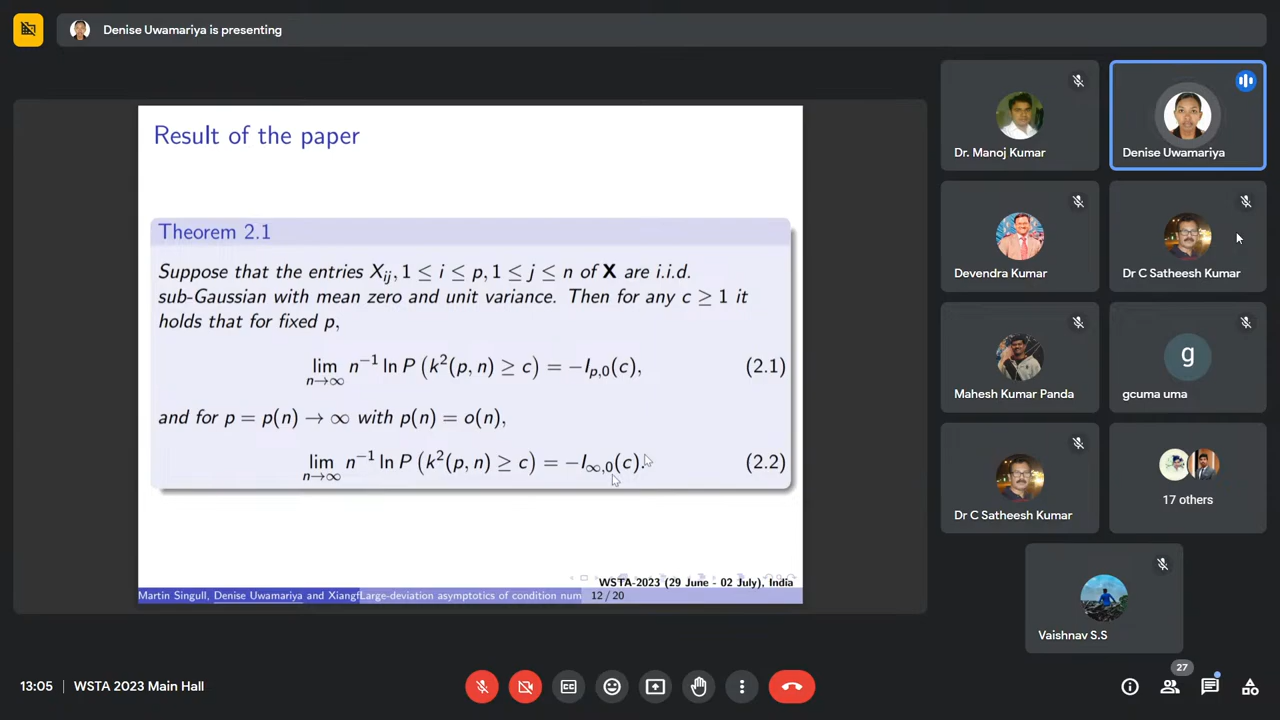 Denise Uwamariya is presenting
Result of the paper
Theorem 2.1
Suppose that the entries X_{ij}, 1 ≤ i ≤ p, 1 ≤ j ≤ n of X are i.i.d.
sub-Gaussian with mean zero and unit variance. Then for any c ≥ 1 it
holds that for fixed p,
lim_{n→∞} n^{-1} ln P (k^2(p, n) ≥ c) = −I_{p,0}(c), (2.1)
and for p = p(n) → ∞ with p(n) = o(n),
lim_{n→∞} n^{-1} ln P (k^2(p, n) ≥ c) = −I_{∞,0}(c). (2.2)
WSTA-2023 (29 June - 02 July), India
Martin Singull, Denise Uwamariya and Xiangf Large-deviation asymptotics of condition num 12 / 20
Dr. Manoj Kumar
Denise Uwamariya
Devendra Kumar
Dr C Satheesh Kumar
Mahesh Kumar Panda
g
gcuma uma
Dr C Satheesh Kumar
17 others
Vaishnav S.S
13:05 | WSTA 2023 Main Hall
27